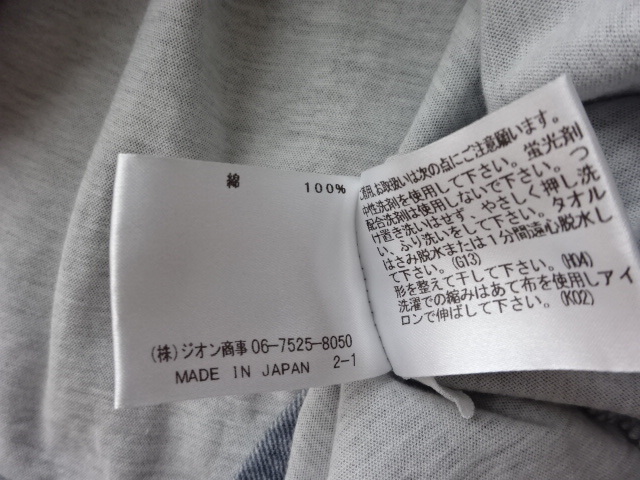 綿 100%
(株)ジオン商事 06-7525-8050
MADE IN JAPAN 2-1
着用、お取扱いは次の点にご注意願います。
中性洗剤を使用して下さい。蛍光剤
配合洗剤は使用しないで下さい。つ
け置き洗いはせず、やさしく押し洗
い、ふり洗いをして下さい。タオル
はさみ脱水または1分間遠心脱水し
て下さい。(G13)
形を整えて干して下さい。(H04)
洗濯での縮みはあて布を使用しアイ
ロンで伸ばして下さい。(K02)